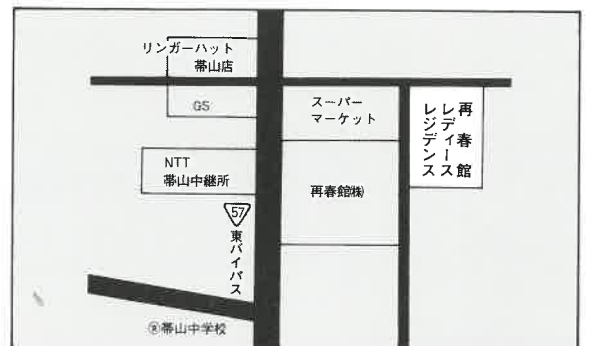 リンガーハット
帯山店
GS
スーパー
マーケット
再春館
レディース
レジデンス
NTT
帯山中継所
再春館㈱
57
東バイパス
㊫帯山中学校